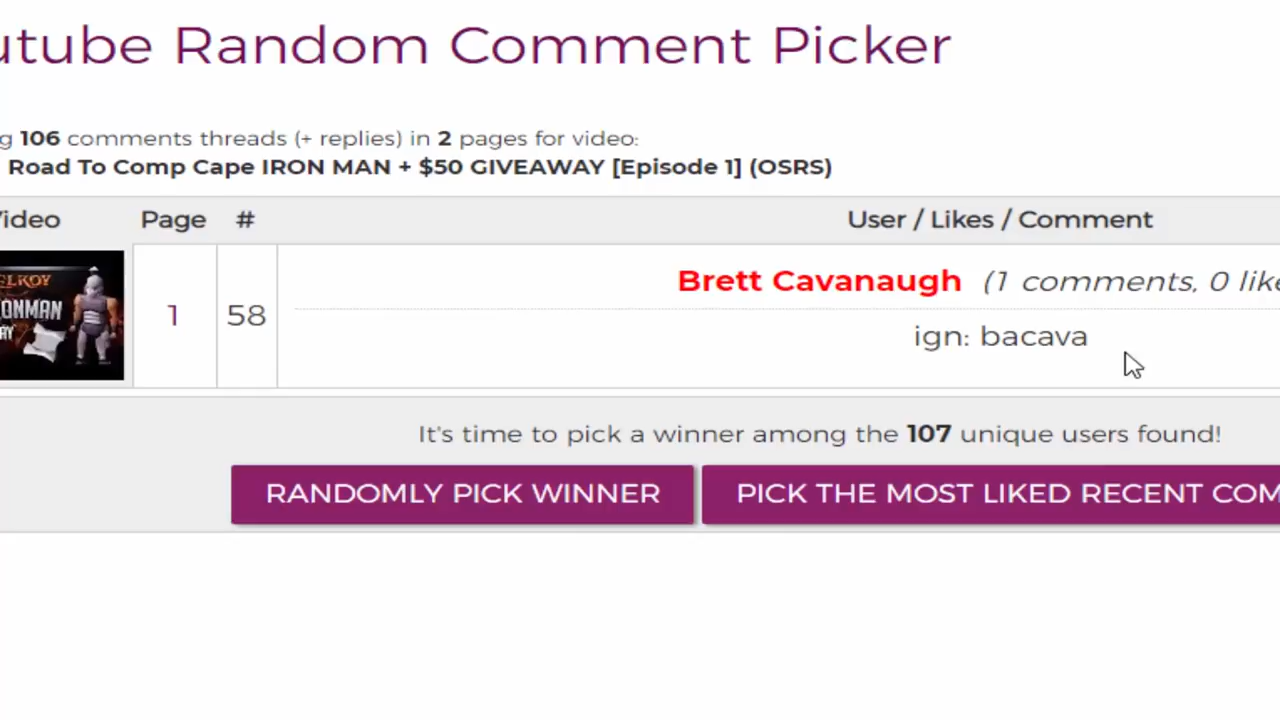 utube Random Comment Picker
g 106 comments threads (+ replies) in 2 pages for video:
Road To Comp Cape IRON MAN + $50 GIVEAWAY [Episode 1] (OSRS)
Video Page # User / Likes / Comment
ELROY
ONMAN
AY
1 58 Brett Cavanaugh (1 comments, 0 like
ign: bacava
It's time to pick a winner among the 107 unique users found!
RANDOMLY PICK WINNER PICK THE MOST LIKED RECENT COM